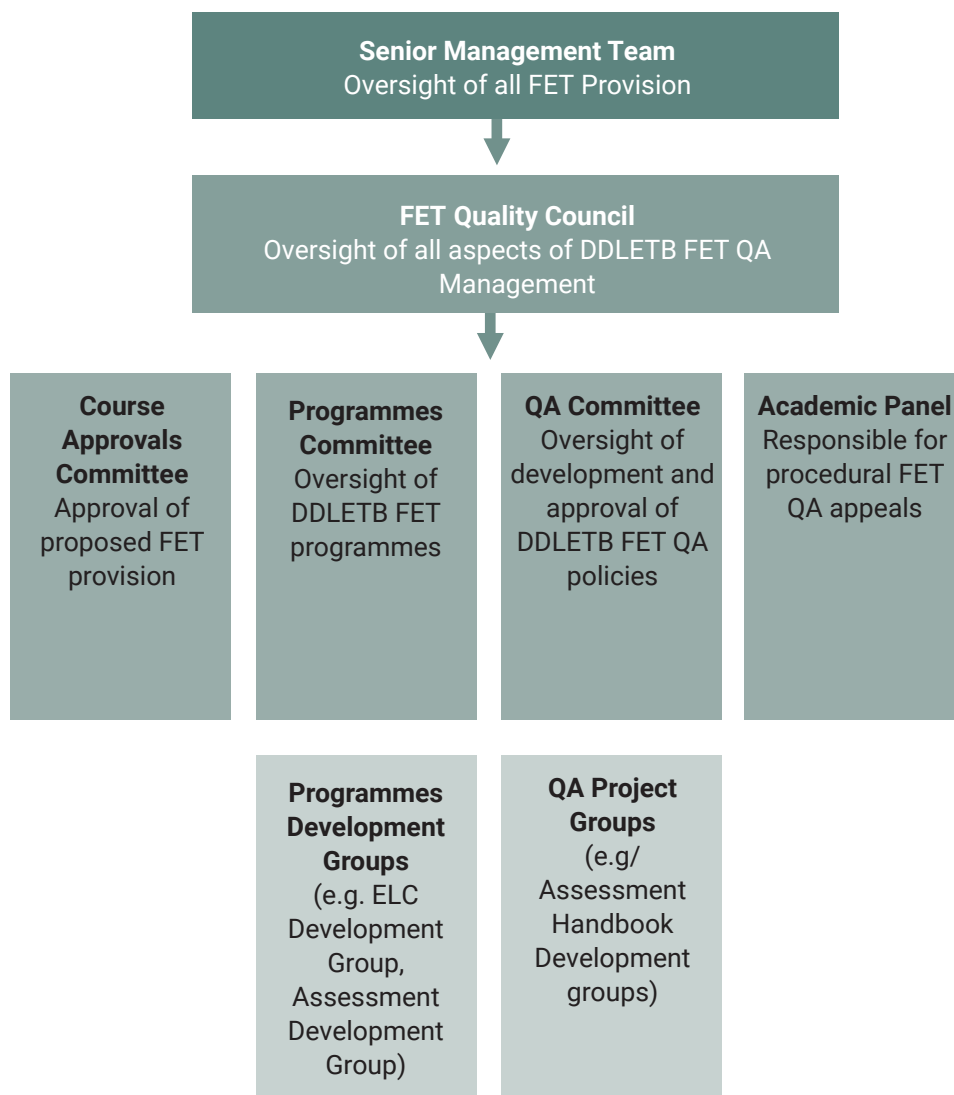 Senior Management Team
Oversight of all FET Provision
FET Quality Council
Oversight of all aspects of DDLETB FET QA
Management
Course
Approvals
Committee
Approval of
proposed FET
provision
Programmes
Committee
Oversight of
DDLETB FET
programmes
QA Committee
Oversight of
development and
approval of
DDLETB FET QA
policies
Academic Panel
Responsible for
procedural FET
QA appeals
Programmes
Development
Groups
(e.g. ELC
Development
Group,
Assessment
Development
Group)
QA Project
Groups
(e.g/
Assessment
Handbook
Development
groups)